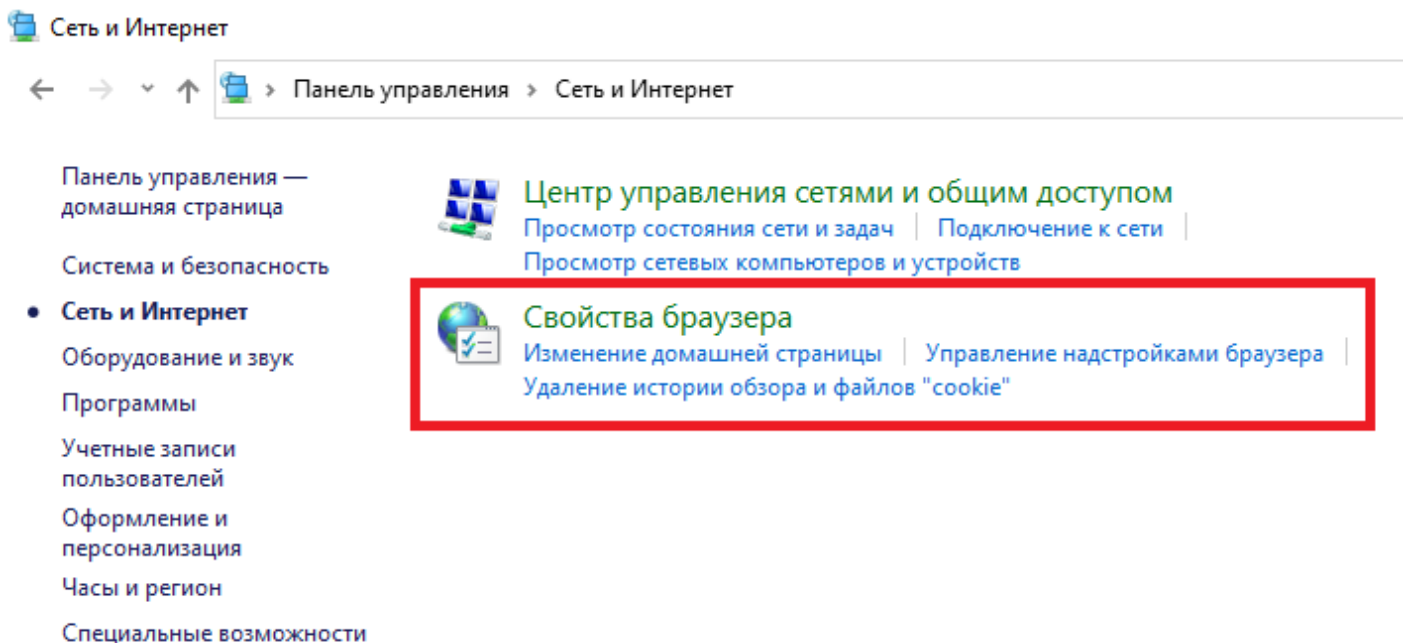 Сеть и Интернет
Панель управления › Сеть и Интернет
Панель управления —
домашняя страница
Система и безопасность
Сеть и Интернет
Оборудование и звук
Программы
Учетные записи
пользователей
Оформление и
персонализация
Часы и регион
Специальные возможности
Центр управления сетями и общим доступом
Просмотр состояния сети и задач | Подключение к сети |
Просмотр сетевых компьютеров и устройств
Свойства браузера
Изменение домашней страницы | Управление надстройками браузера |
Удаление истории обзора и файлов "cookie"